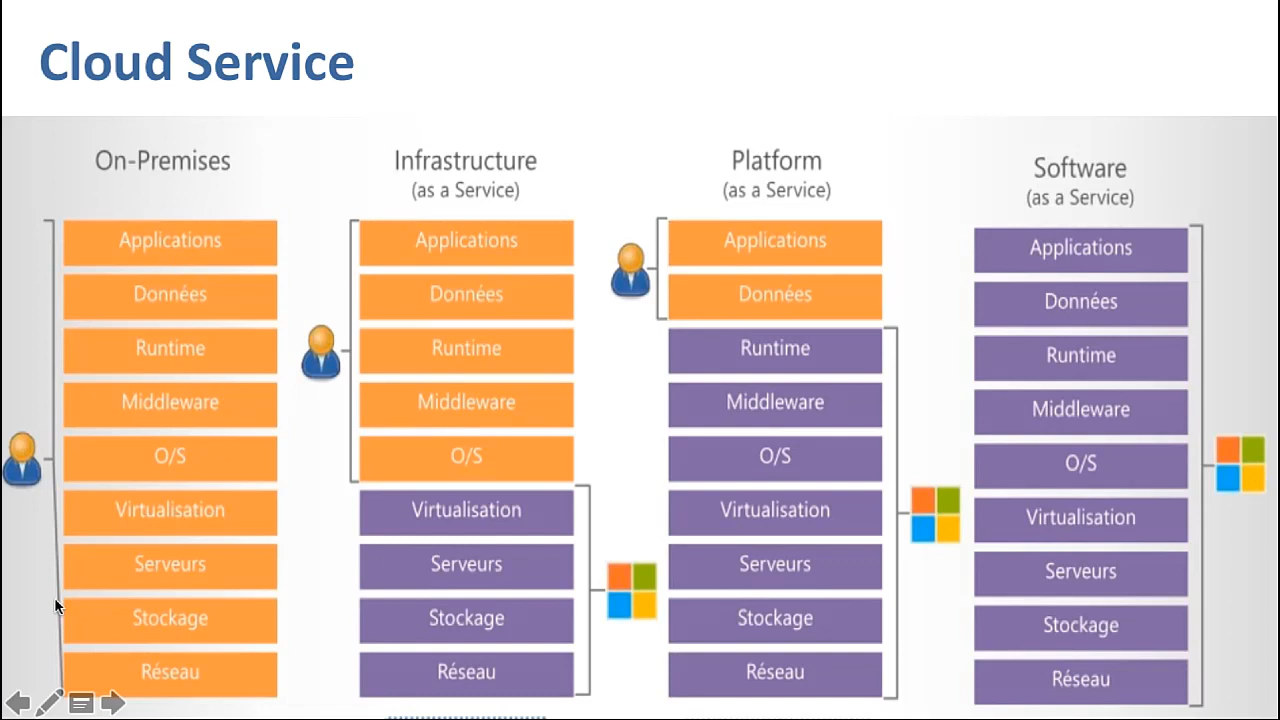 Cloud Service
On-Premises
Applications
Données
Runtime
Middleware
O/S
Virtualisation
Serveurs
Stockage
Réseau
Infrastructure
(as a Service)
Applications
Données
Runtime
Middleware
O/S
Virtualisation
Serveurs
Stockage
Réseau
Platform
(as a Service)
Applications
Données
Runtime
Middleware
O/S
Virtualisation
Serveurs
Stockage
Réseau
Software
(as a Service)
Applications
Données
Runtime
Middleware
O/S
Virtualisation
Serveurs
Stockage
Réseau